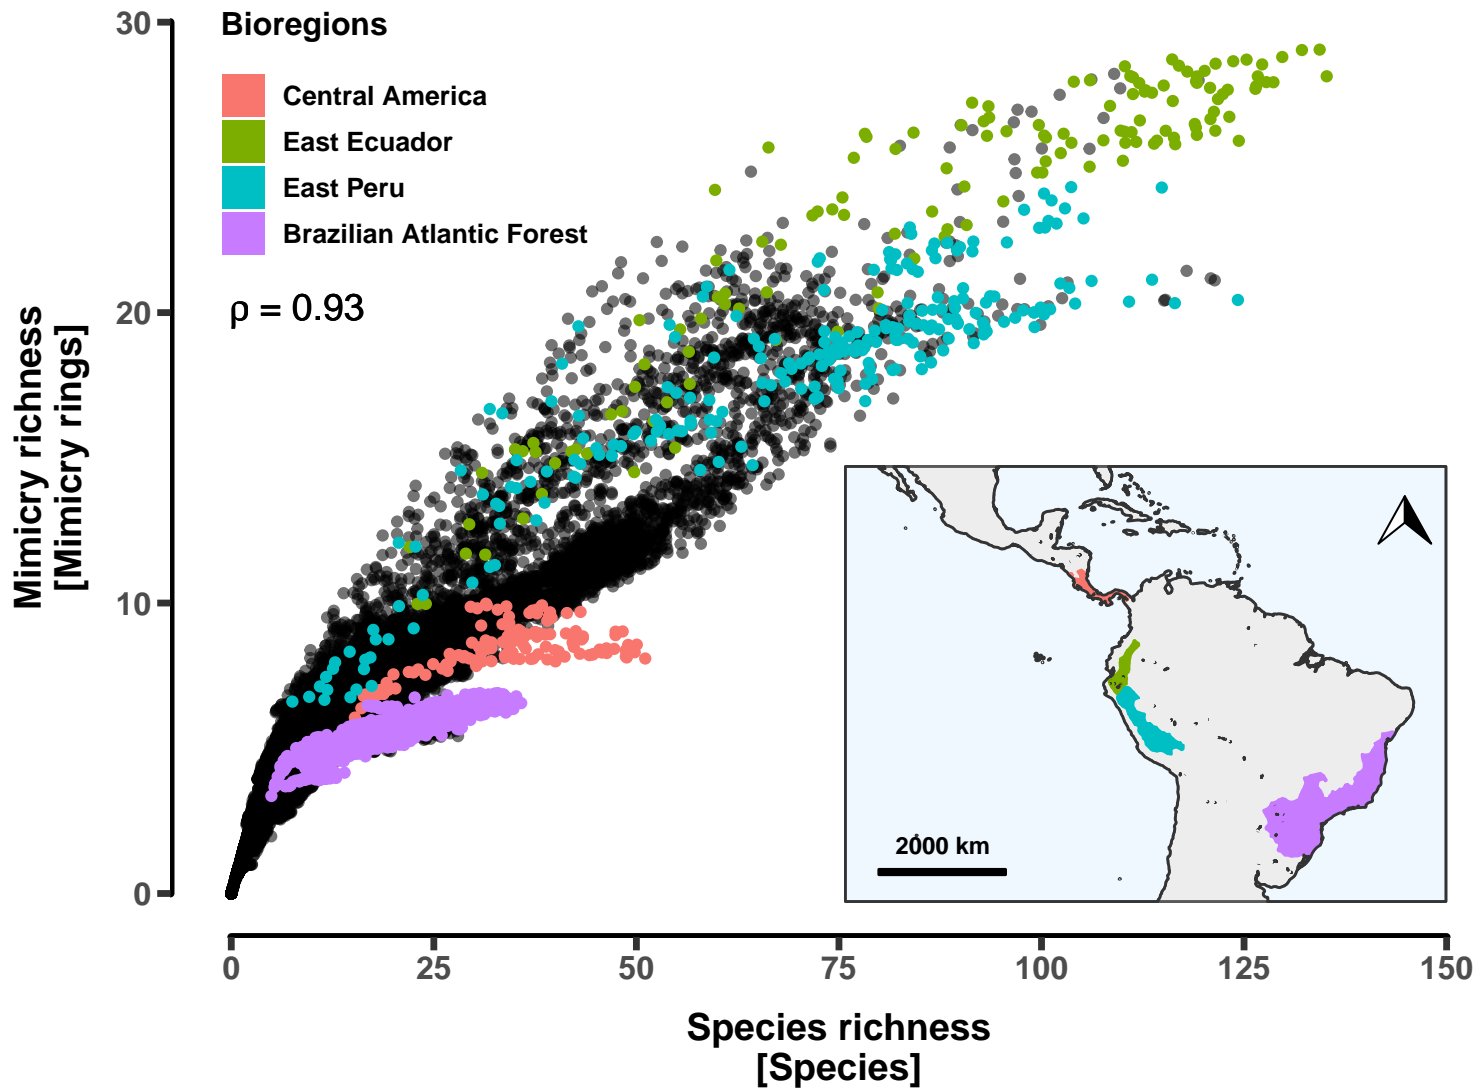 Bioregions
Central America
East Ecuador
East Peru
Brazilian Atlantic Forest
ρ = 0.93
30
20
10
0
Mimicry richness
[Mimicry rings]
2000 km
0
25
50
75
100
125
150
Species richness
[Species]